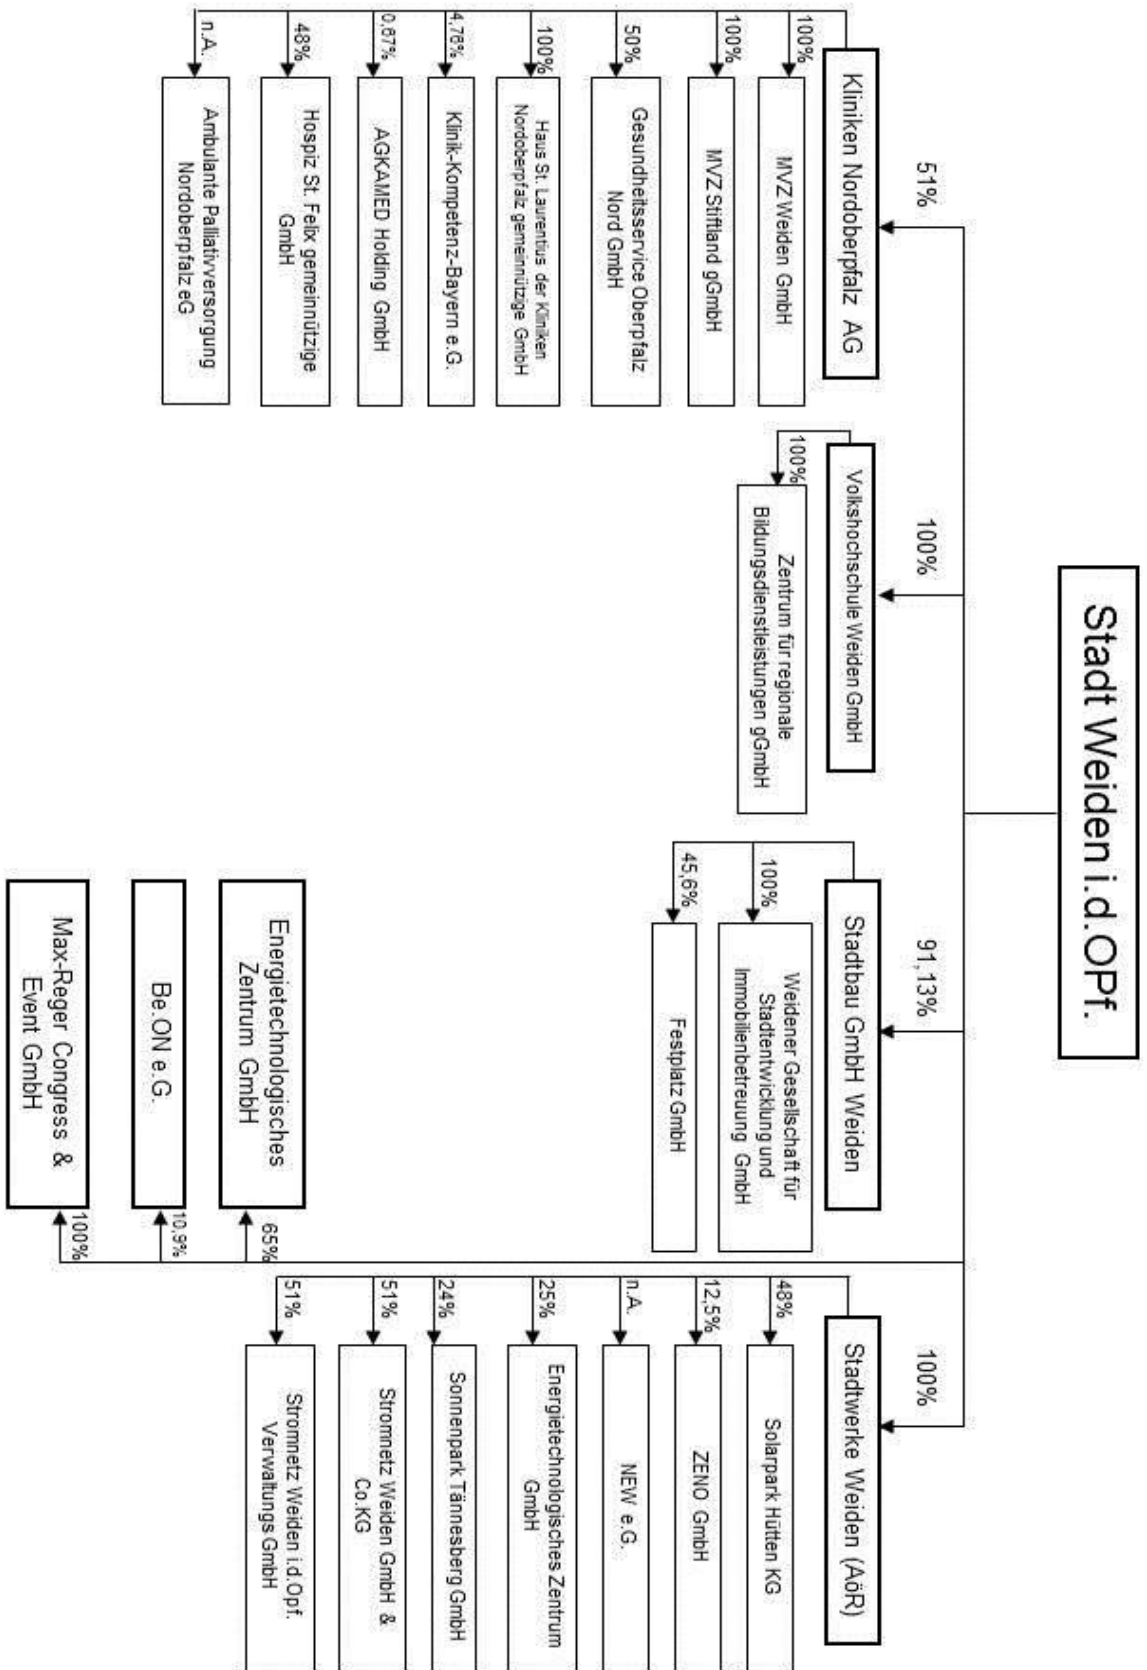 Stadt Weiden i.d.OPf.
51%
100%
91,13%
100%
Kliniken Nordoberpfalz AG
100%
MVZ Weiden GmbH
100%
MVZ Stiftland gGmbH
50%
Gesundheitsservice Oberpfalz
Nord GmbH
100%
Haus St. Laurentius der Kliniken
Nordoberpfalz gemeinnützige GmbH
4,76%
Klinik-Kompetenz-Bayern e.G.
0,67%
AGKAMED Holding GmbH
48%
Hospiz St. Felix gemeinnützige
GmbH
n.A.
Ambulante Palliativversorgung
Nordoberpfalz eG
Volkshochschule Weiden GmbH
100%
Zentrum für regionale
Bildungsdienstleistungen gGmbH
Stadtbau GmbH Weiden
100%
Weidener Gesellschaft für
Stadtentwicklung und
Immobilienbetreuung GmbH
45,6%
Festplatz GmbH
Energietechnologisches
Zentrum GmbH
65%
Be.ON e.G.
10,9%
Max-Reger Congress &
Event GmbH
100%
Stadtwerke Weiden (AöR)
48%
Solarpark Hütten KG
12,5%
ZENO GmbH
n.A.
NEW e.G.
25%
Energietechnologisches Zentrum
GmbH
24%
Sonnenpark Tännesberg GmbH
51%
Stromnetz Weiden GmbH &
Co.KG
51%
Stromnetz Weiden i.d.Opf.
Verwaltungs GmbH